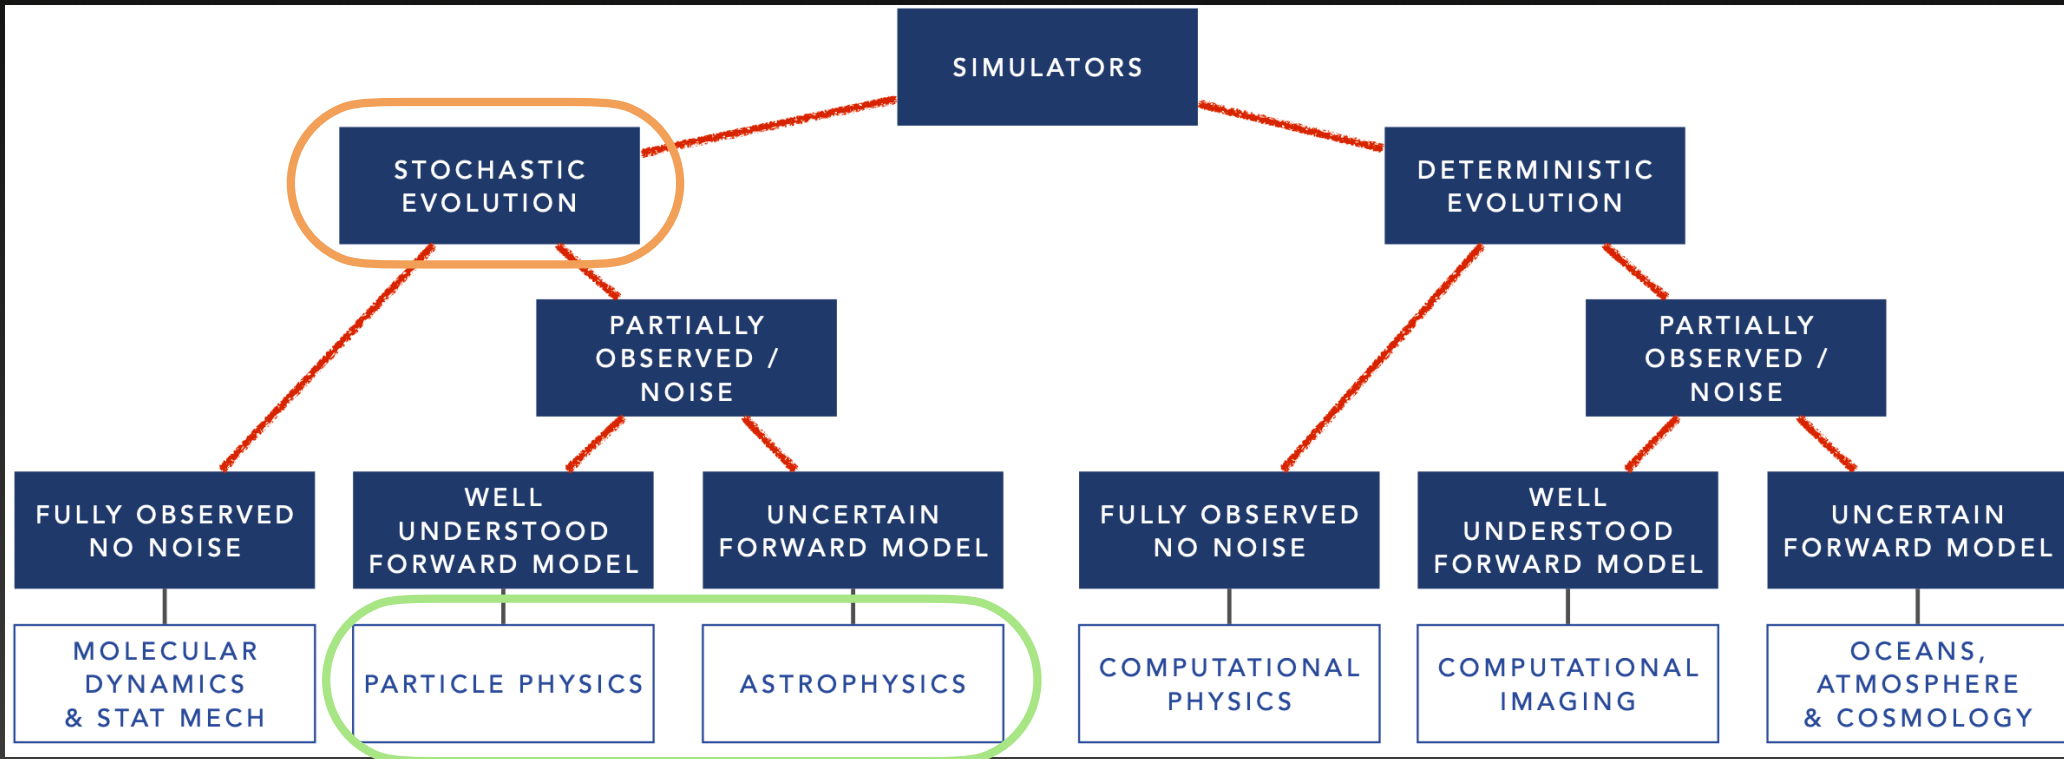 SIMULATORS
STOCHASTIC
EVOLUTION
DETERMINISTIC
EVOLUTION
PARTIALLY
OBSERVED /
NOISE
PARTIALLY
OBSERVED /
NOISE
FULLY OBSERVED
NO NOISE
WELL
UNDERSTOOD
FORWARD MODEL
UNCERTAIN
FORWARD MODEL
FULLY OBSERVED
NO NOISE
WELL
UNDERSTOOD
FORWARD MODEL
UNCERTAIN
FORWARD MODEL
MOLECULAR
DYNAMICS
& STAT MECH
PARTICLE PHYSICS
ASTROPHYSICS
COMPUTATIONAL
PHYSICS
COMPUTATIONAL
IMAGING
OCEANS,
ATMOSPHERE
& COSMOLOGY